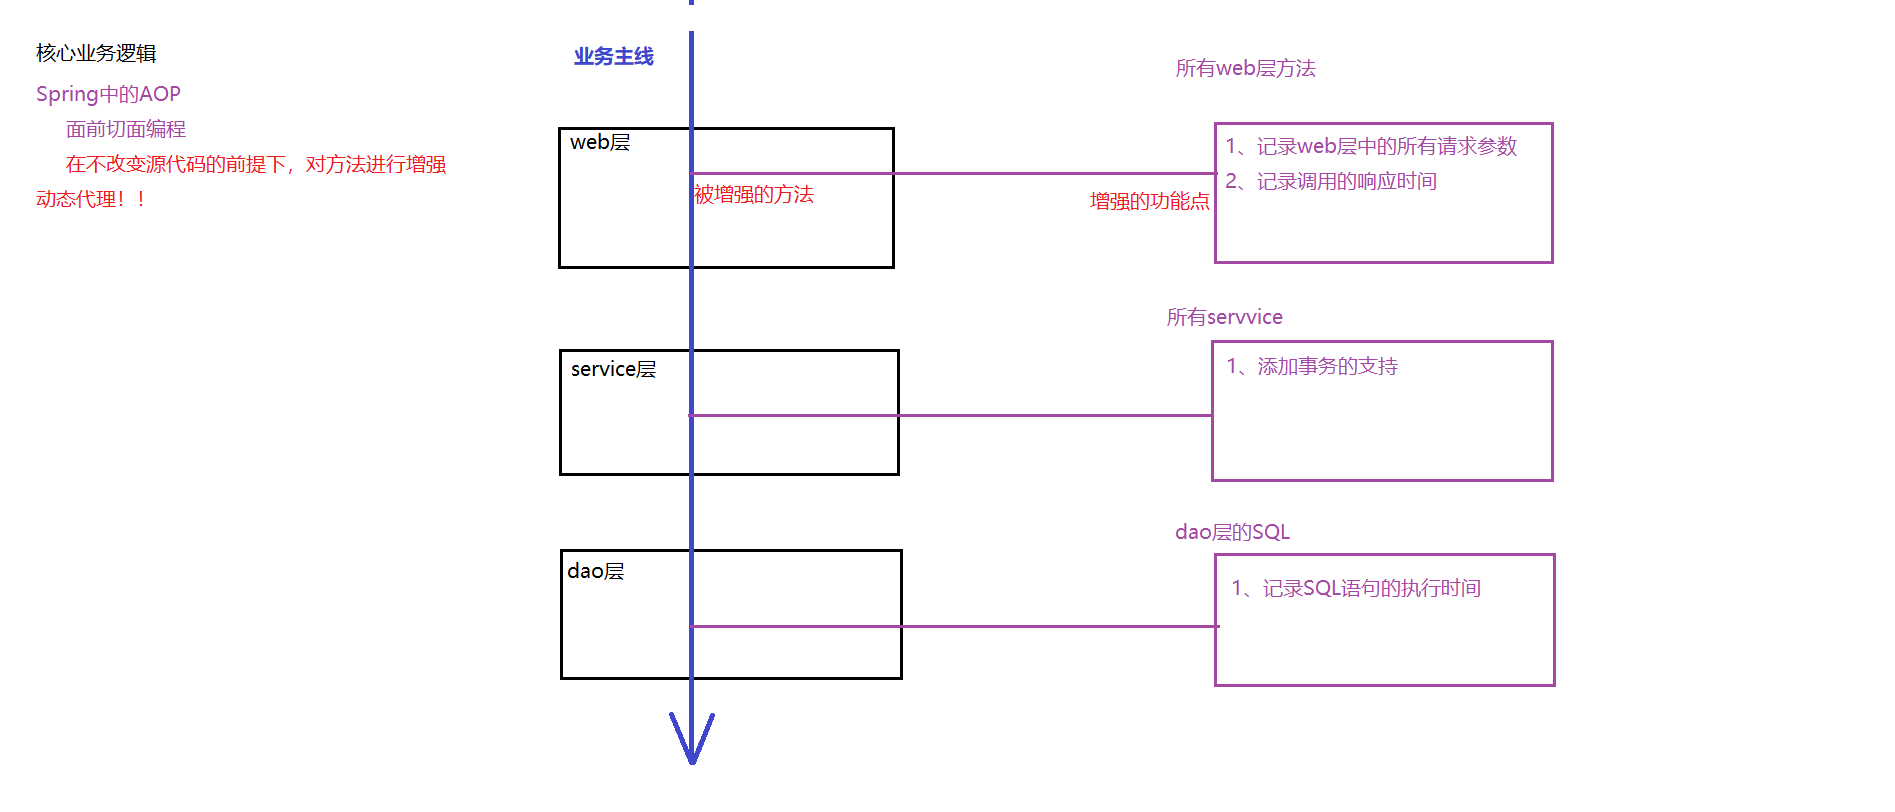 核心业务逻辑
Spring中的AOP
面前切面编程
在不改变源代码的前提下，对方法进行增强
动态代理！！
业务主线
web层
被增强的方法
增强的功能点
所有web层方法
1、记录web层中的所有请求参数
2、记录调用的响应时间
service层
所有servvice
1、添加事务的支持
dao层
dao层的SQL
1、记录SQL语句的执行时间